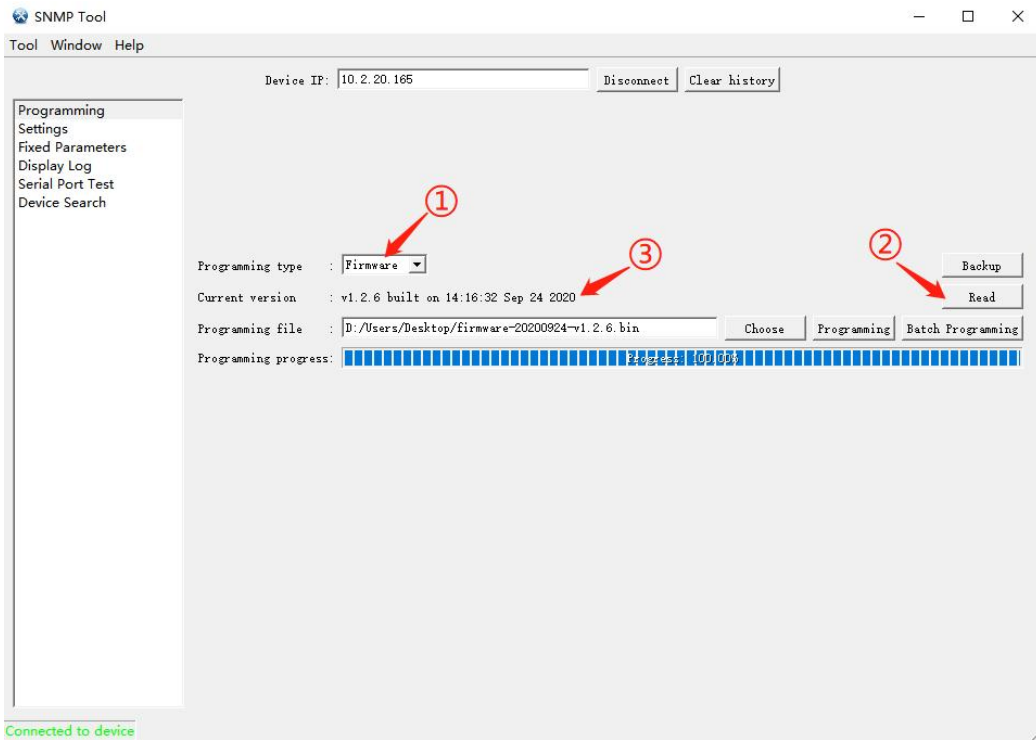 SNMP Tool
Tool Window Help
Device IP: 10.2.20.165 Disconnect Clear history
Programming
Settings
Fixed Parameters
Display Log
Serial Port Test
Device Search
①
②
③
Programming type : Firmware Backup
Current version : v1.2.6 built on 14:16:32 Sep 24 2020 Read
Programming file : D:/Users/Desktop/firmware-20200924-v1.2.6.bin Choose Programming Batch Programming
Programming progress: Progress: 100.00%
Connected to device